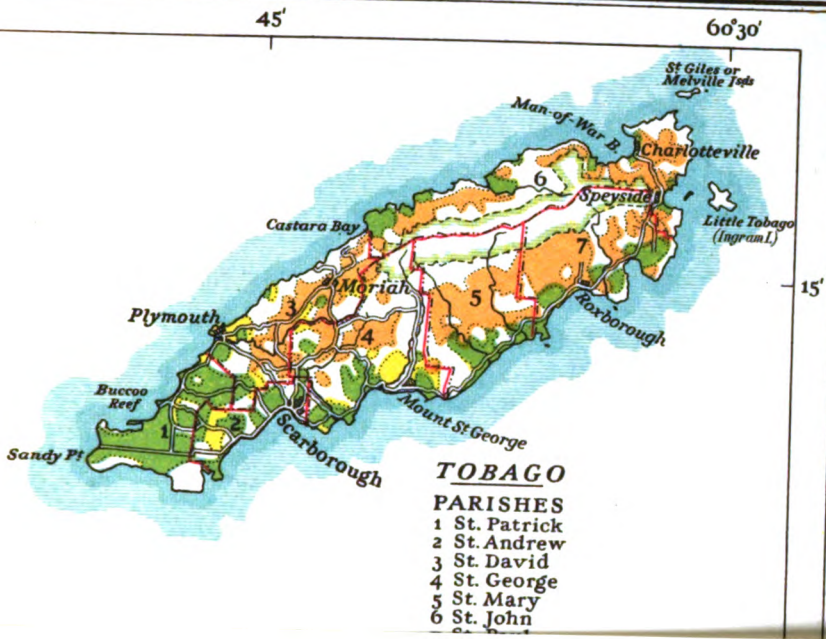 45'
60°30'
St Giles or
Melville Isds
Man-of-War B.
Charlotteville
6
Speyside
Castara Bay
Little Tobago
(Ingram I.)
7
15'
Moriah
3
5
Plymouth
4
Roxborough
Buccoo
Reef
Mount St George
1
2
Scarborough
Sandy Pt
TOBAGO
PARISHES
1 St. Patrick
2 St. Andrew
3 St. David
4 St. George
5 St. Mary
6 St. John